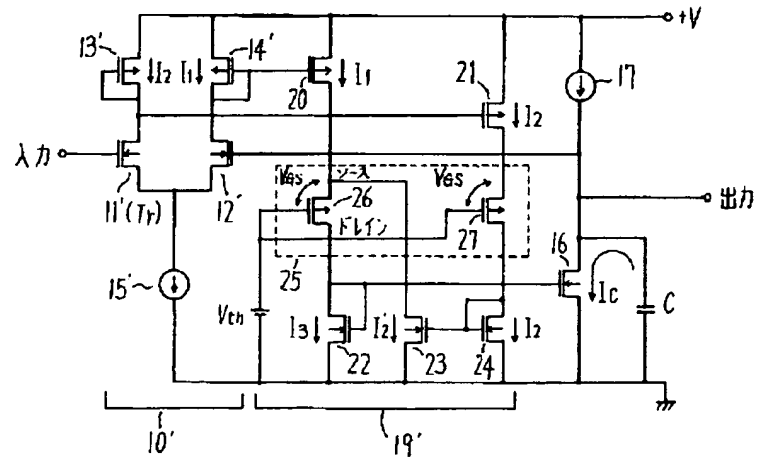 +V
13′
I2
I1
14′
20
I1
21
I2
17
入力
VGS
ソース
VGS
11′(Tr)
12′
26
ドレイン
27
出力
25′
16
15′
Vth
I3
I2′
I2
Ic
C
22
23
24
10′
19′